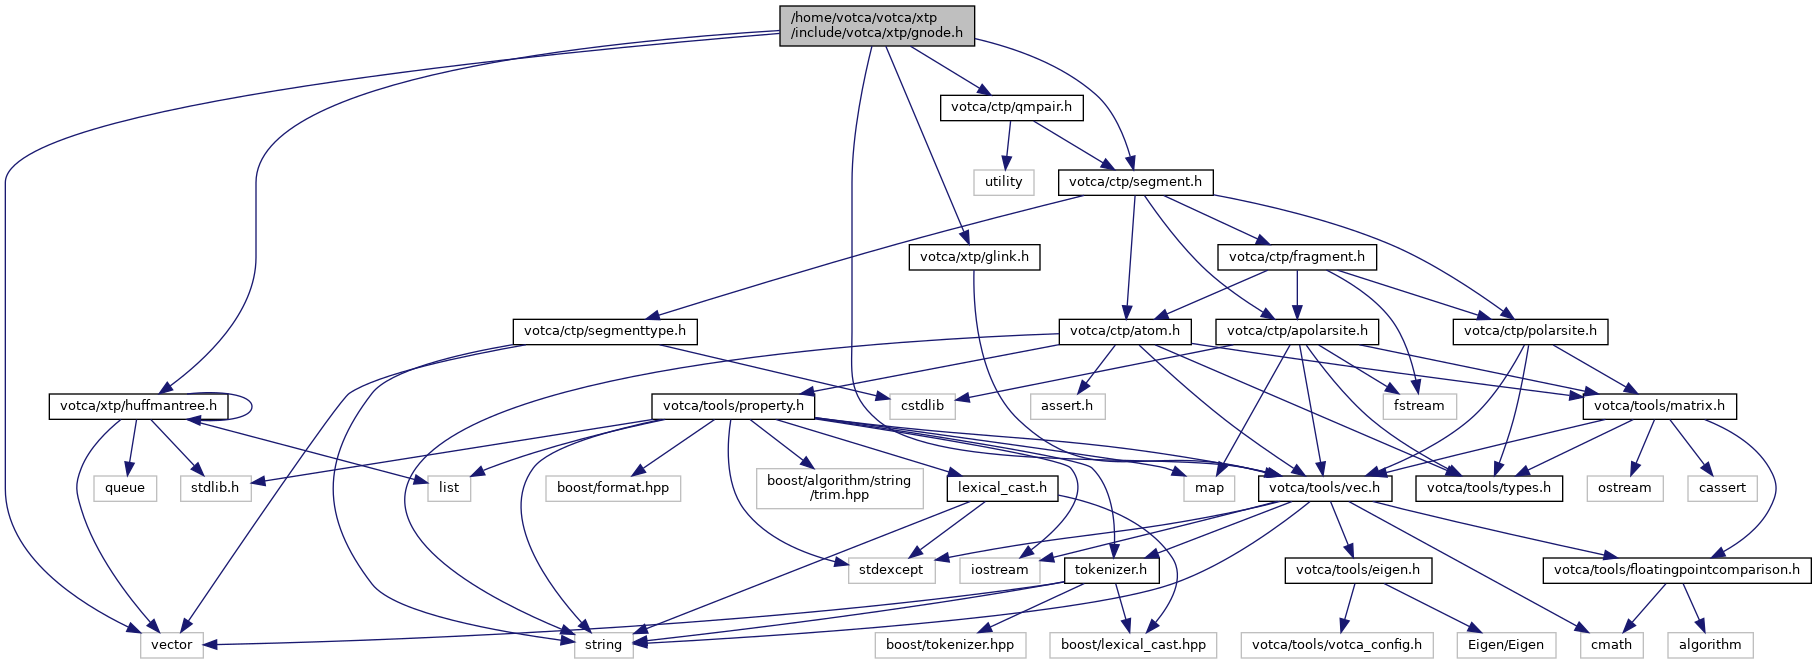 /home/votca/votca/xtp
/include/votca/xtp/gnode.h
votca/ctp/qmpair.h
utility
votca/ctp/segment.h
votca/xtp/glink.h
votca/ctp/fragment.h
votca/ctp/segmenttype.h
votca/ctp/atom.h
votca/ctp/apolarsite.h
votca/ctp/polarsite.h
votca/xtp/huffmantree.h
votca/tools/property.h
cstdlib
assert.h
fstream
votca/tools/matrix.h
queue
stdlib.h
list
boost/format.hpp
boost/algorithm/string
/trim.hpp
lexical_cast.h
map
votca/tools/vec.h
votca/tools/types.h
ostream
cassert
stdexcept
iostream
tokenizer.h
votca/tools/eigen.h
votca/tools/floatingpointcomparison.h
vector
string
boost/tokenizer.hpp
boost/lexical_cast.hpp
votca/tools/votca_config.h
Eigen/Eigen
cmath
algorithm